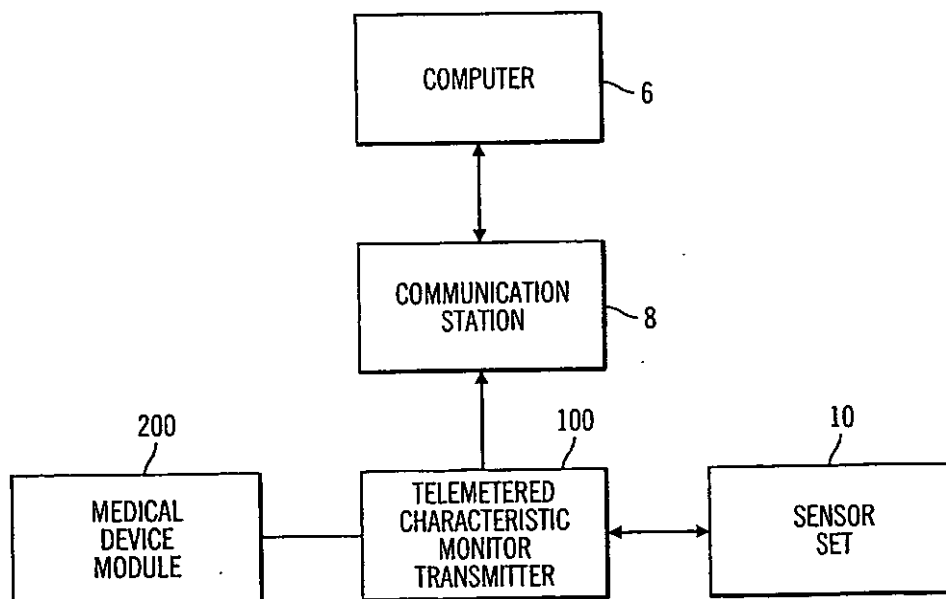 COMPUTER
6
COMMUNICATION
STATION
8
200
100
10
MEDICAL
DEVICE
MODULE
TELEMETERED
CHARACTERISTIC
MONITOR
TRANSMITTER
SENSOR
SET